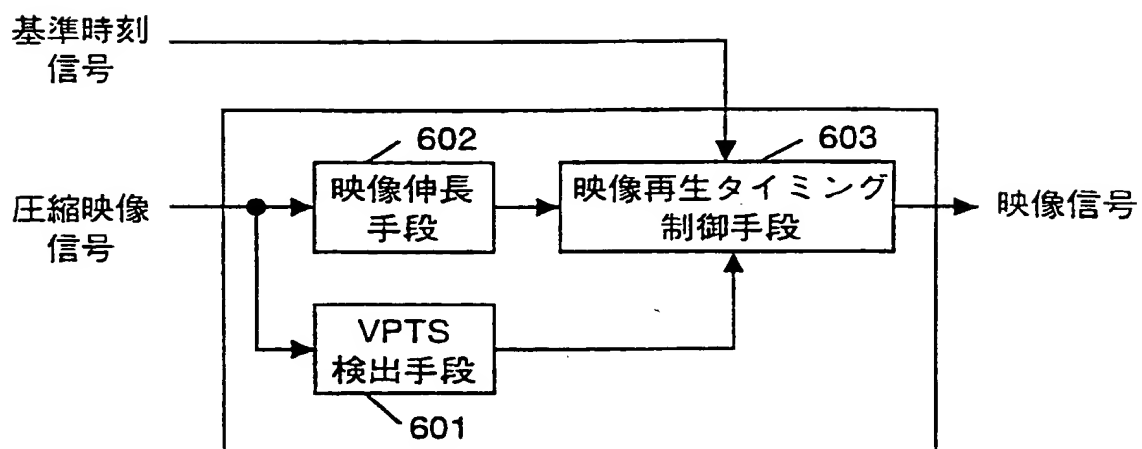 基準時刻
信号
602
603
圧縮映像
信号
映像伸長
手段
映像再生タイミング
制御手段
映像信号
VPTS
検出手段
601